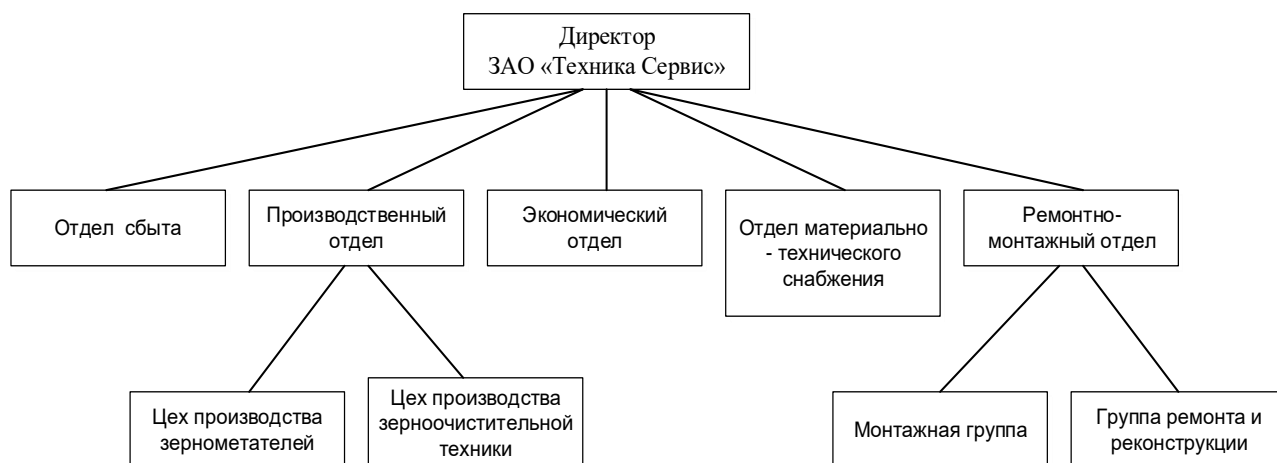 Директор
ЗАО «Техника Сервис»
Отдел сбыта
Производственный
отдел
Экономический
отдел
Отдел материально
- технического
снабжения
Ремонтно-
монтажный отдел
Цех производства
зернометателей
Цех производства
зерноочистительной
техники
Монтажная группа
Группа ремонта и
реконструкции